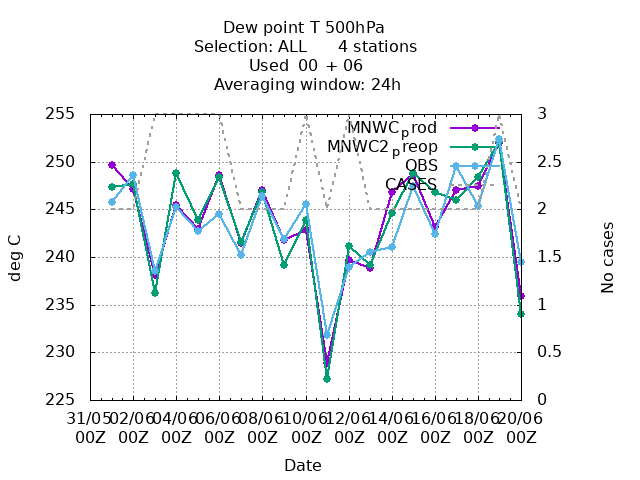 Dew point T 500hPa
Selection: ALL 4 stations
Used 00 + 06
Averaging window: 24h
255 3
MNWCprod
MNWC2preop
250 2.5
OBS
CASES
245 2
240 1.5
235 1
230 0.5
225 0
deg C
No cases
31/05 02/06 04/06 06/06 08/06 10/06 12/06 14/06 16/06 18/06 20/06
00Z 00Z 00Z 00Z 00Z 00Z 00Z 00Z 00Z 00Z 00Z
Date